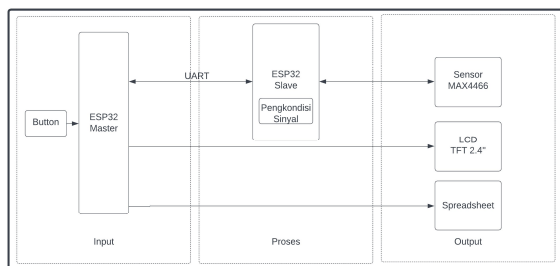 Button
ESP32
Master
UART
ESP32
Slave
Pengkondisi
Sinyal
Sensor
MAX4466
LCD
TFT 2.4"
Spreadsheet
Input
Proses
Output